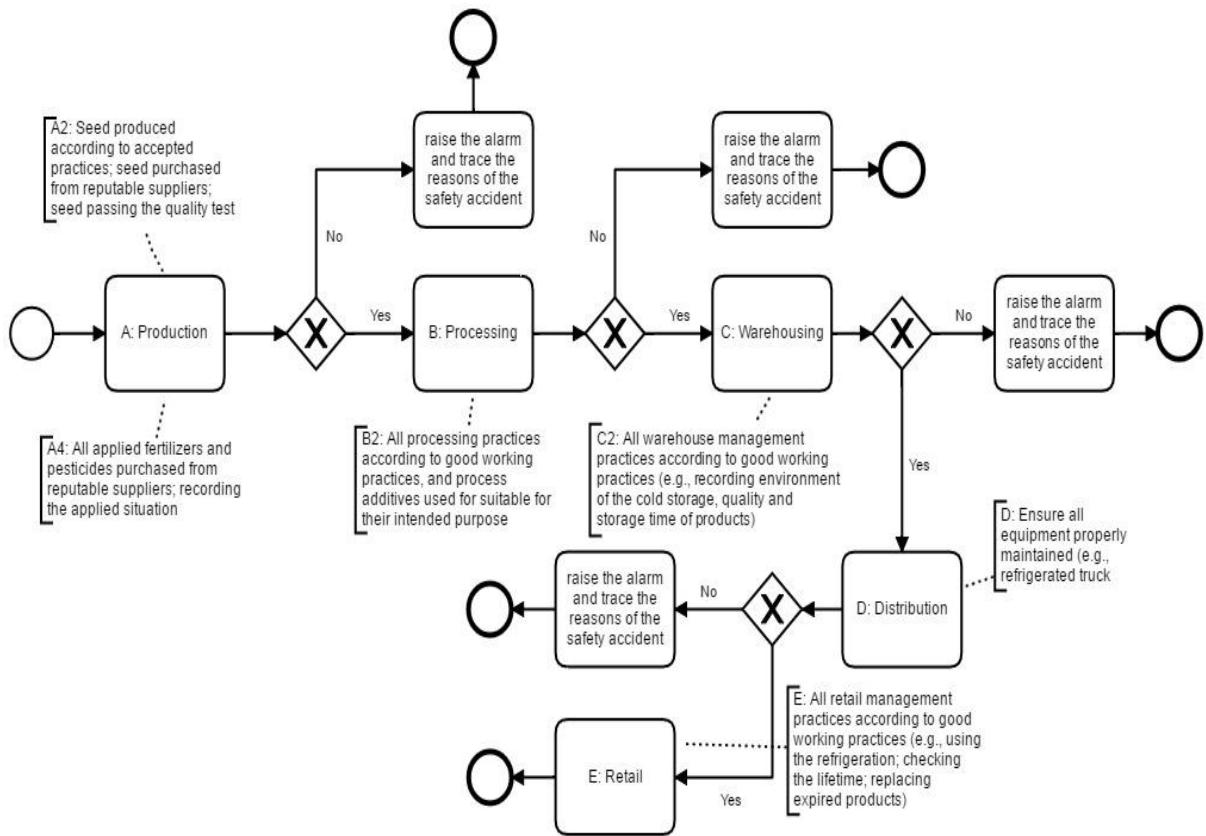 raise the alarm
and trace the
reasons of the
safety accident
raise the alarm
and trace the
reasons of the
safety accident
A2: Seed produced
according to accepted
practices; seed purchased
from reputable suppliers;
seed passing the quality test
No
No
A: Production
X
Yes
B: Processing
X
Yes
C: Warehousing
X
No
raise the alarm
and trace the
reasons of the
safety accident
A4: All applied fertilizers and
pesticides purchased from
reputable suppliers; recording
the applied situation
B2: All processing practices
according to good working
practices, and process
additives used for suitable for
their intended purpose
C2: All warehouse management
practices according to good working
practices (e.g., recording environment
of the cold storage, quality and
storage time of products)
Yes
D: Ensure all
equipment properly
maintained (e.g.,
refrigerated truck
raise the alarm
and trace the
reasons of the
safety accident
No
X
D: Distribution
E: All retail management
practices according to good
working practices (e.g., using
the refrigeration; checking
the lifetime; replacing
expired products)
E: Retail
Yes